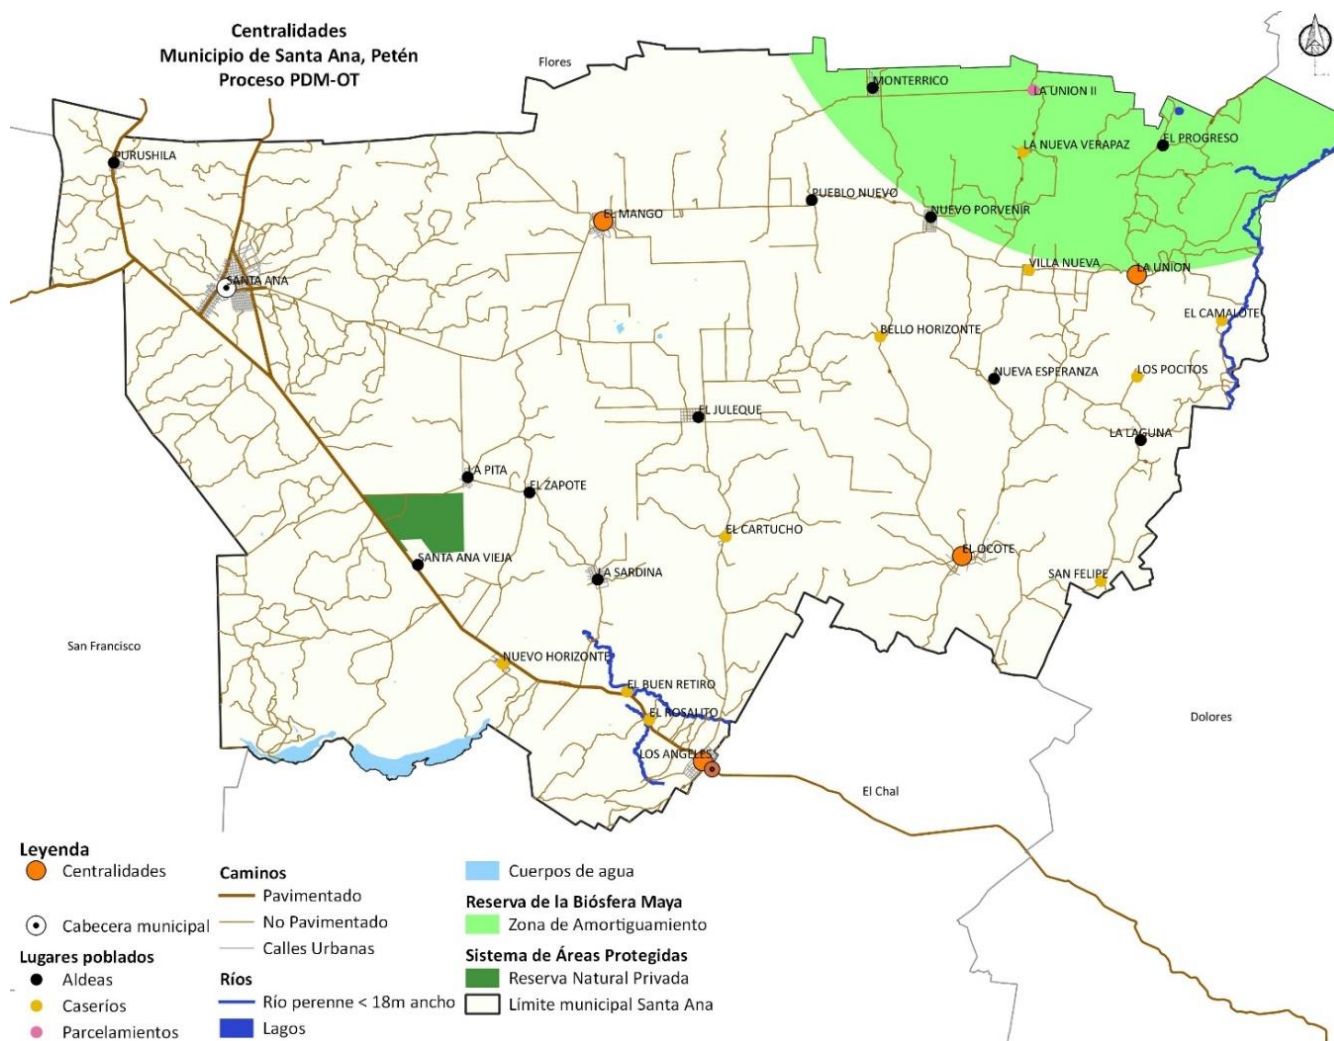 Centralidades
Municipio de Santa Ana, Petén
Proceso PDM-OT
Flores
MONTERRICO
LA UNION II
PURUSHILA
EL PROGRESO
LA NUEVA VERAPAZ
PUEBLO NUEVO
EL MANGO
NUEVO PORVENIR
SANTA ANA
VILLA NUEVA
LA UNION
EL CAMALOTE
BELLO HORIZONTE
NUEVA ESPERANZA
LOS POCITOS
EL JULEQUE
LA LAGUNA
LA PITA
EL ZAPOTE
EL CARTUCHO
SANTA ANA VIEJA
EL OCOTE
LA SARDINA
SAN FELIPE
San Francisco
NUEVO HORIZONTE
EL BUEN RETIRO
EL ROSALITO
Dolores
LOS ANGELES
El Chal
Leyenda
Centralidades
Cabecera municipal
Lugares poblados
Aldeas
Caseríos
Parcelamientos
Caminos
Pavimentado
No Pavimentado
Calles Urbanas
Ríos
Río perenne < 18m ancho
Lagos
Cuerpos de agua
Reserva de la Biósfera Maya
Zona de Amortiguamiento
Sistema de Áreas Protegidas
Reserva Natural Privada
Límite municipal Santa Ana